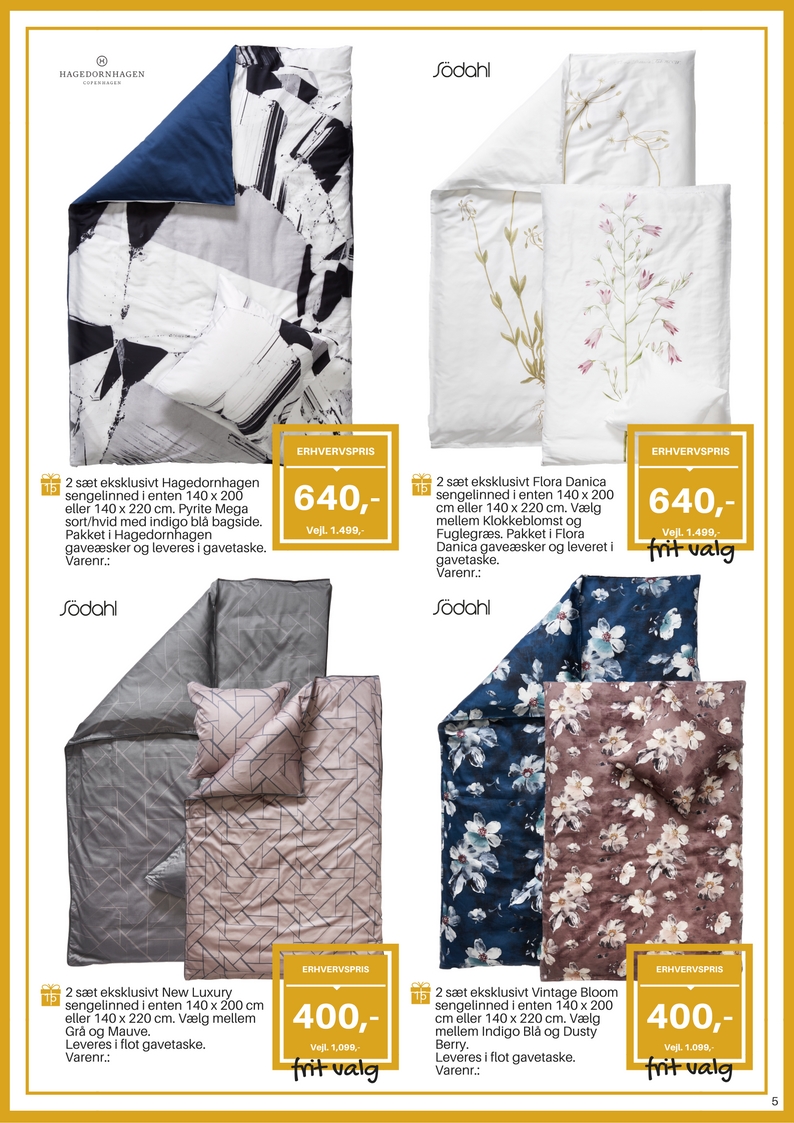 HAGEDORNHAGEN
COPENHAGEN
Södahl
ERHVERVSPRIS
640,-
Vejl. 1.499,-
15
2 sæt eksklusivt Hagedornhagen
sengelinned i enten 140 x 200
eller 140 x 220 cm. Pyrite Mega
sort/hvid med indigo blå bagside.
Pakket i Hagedornhagen
gaveæsker og leveres i gavetaske.
Varenr.:
ERHVERVSPRIS
640,-
Vejl. 1.499,-
frit valg
15
2 sæt eksklusivt Flora Danica
sengelinned i enten 140 x 200
cm eller 140 x 220 cm. Vælg
mellem Klokkeblomst og
Fuglegræs. Pakket i Flora
Danica gaveæsker og leveret i
gavetaske.
Varenr.:
Södahl
Södahl
ERHVERVSPRIS
400,-
Vejl. 1,099,-
frit valg
15
2 sæt eksklusivt New Luxury
sengelinned i enten 140 x 200 cm
eller 140 x 220 cm. Vælg mellem
Grå og Mauve.
Leveres i flot gavetaske.
Varenr.:
ERHVERVSPRIS
400,-
Vejl. 1.099,-
frit valg
15
2 sæt eksklusivt Vintage Bloom
sengelinned i enten 140 x 200
cm eller 140 x 220 cm. Vælg
mellem Indigo Blå og Dusty
Berry.
Leveres i flot gavetaske.
Varenr.:
5